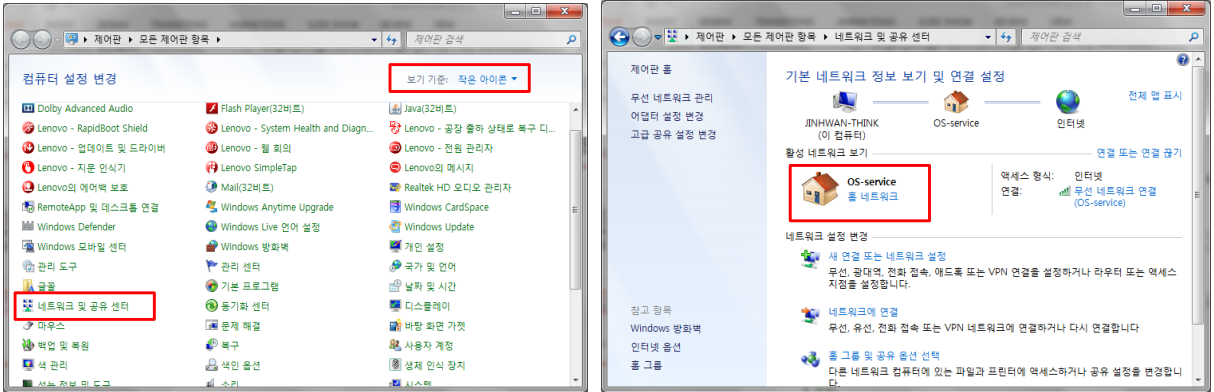 제어판 ▸ 모든 제어판 항목 ▸
제어판 검색
컴퓨터 설정 변경
보기 기준: 작은 아이콘
Dolby Advanced Audio
Flash Player(32비트)
Java(32비트)
Lenovo - RapidBoot Shield
Lenovo - System Health and Diagn...
Lenovo - 공장 출하 상태로 복구 디...
Lenovo - 업데이트 및 드라이버
Lenovo - 웹 회의
Lenovo - 전원 관리자
Lenovo - 지문 인식기
Lenovo SimpleTap
Lenovo의 메시지
Lenovo의 에어백 보호
Mail(32비트)
Realtek HD 오디오 관리자
RemoteApp 및 데스크톱 연결
Windows Anytime Upgrade
Windows CardSpace
Windows Defender
Windows Live 언어 설정
Windows Update
Windows 모바일 센터
Windows 방화벽
개인 설정
관리 도구
관리 센터
국가 및 언어
글꼴
기본 프로그램
날짜 및 시간
네트워크 및 공유 센터
동기화 센터
디스플레이
마우스
문제 해결
바탕 화면 가젯
백업 및 복원
복구
사용자 계정
색 관리
색인 옵션
생체 인식 장치
성능 정보 및 도구
소리
시스템
제어판 ▸ 모든 제어판 항목 ▸ 네트워크 및 공유 센터
제어판 검색
제어판 홈
무선 네트워크 관리
어댑터 설정 변경
고급 공유 설정 변경
참고 항목
Windows 방화벽
인터넷 옵션
홈 그룹
기본 네트워크 정보 보기 및 연결 설정
전체 맵 표시
JINHWAN-THINK
(이 컴퓨터)
OS-service
인터넷
활성 네트워크 보기
연결 또는 연결 끊기
OS-service
홈 네트워크
액세스 형식: 인터넷
연결: 무선 네트워크 연결
(OS-service)
네트워크 설정 변경
새 연결 또는 네트워크 설정
무선, 광대역, 전화 접속, 애드혹 또는 VPN 연결을 설정하거나 라우터 또는 액세스
지점을 설정합니다.
네트워크에 연결
무선, 유선, 전화 접속 또는 VPN 네트워크에 연결하거나 다시 연결합니다
홈 그룹 및 공유 옵션 선택
다른 네트워크 컴퓨터에 있는 파일과 프린터에 액세스하거나 공유 설정을 변경합니
다.